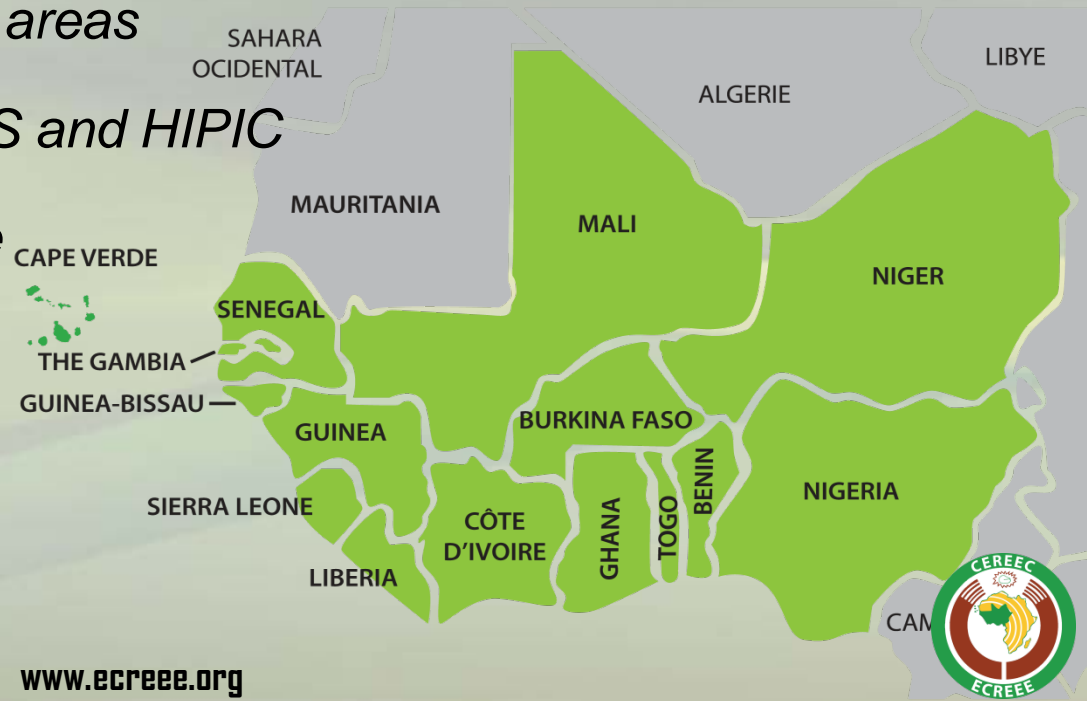 areas
SAHARA
OCIDENTAL
LIBYE
ALGERIE
S and HIPIC
MAURITANIA
MALI
e
CAPE VERDE
NIGER
SENEGAL
THE GAMBIA
GUINEA-BISSAU
BURKINA FASO
GUINEA
BENIN
NIGERIA
SIERRA LEONE
CÔTE
D'IVOIRE
GHANA
TOGO
LIBERIA
CEREEC
CAM
ECREEE
www.ecreee.org